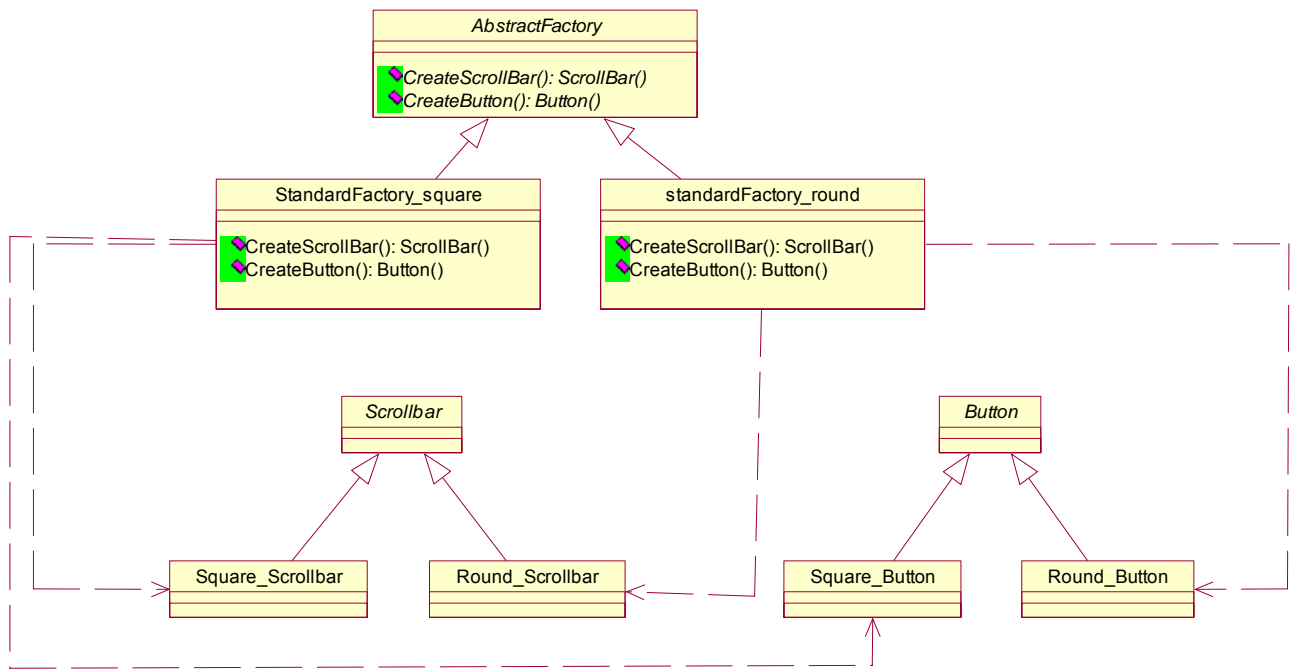 AbstractFactory
CreateScrollBar(): ScrollBar()
CreateButton(): Button()
StandardFactory_square
CreateScrollBar(): ScrollBar()
CreateButton(): Button()
standardFactory_round
CreateScrollBar(): ScrollBar()
CreateButton(): Button()
Scrollbar
Button
Square_Scrollbar
Round_Scrollbar
Square_Button
Round_Button